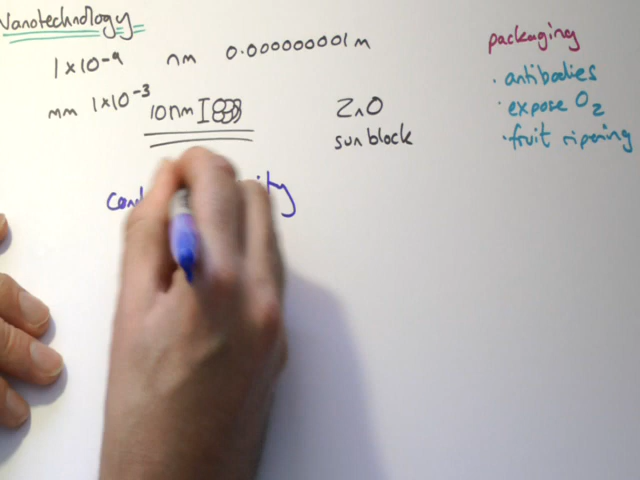 Nanotechnology
1 x 10-9 nm 0.000000001 m
mm 1 x 10-3 10nm
ZnO
sun block
packaging
. antibodies
. expose O2
. fruit ripening